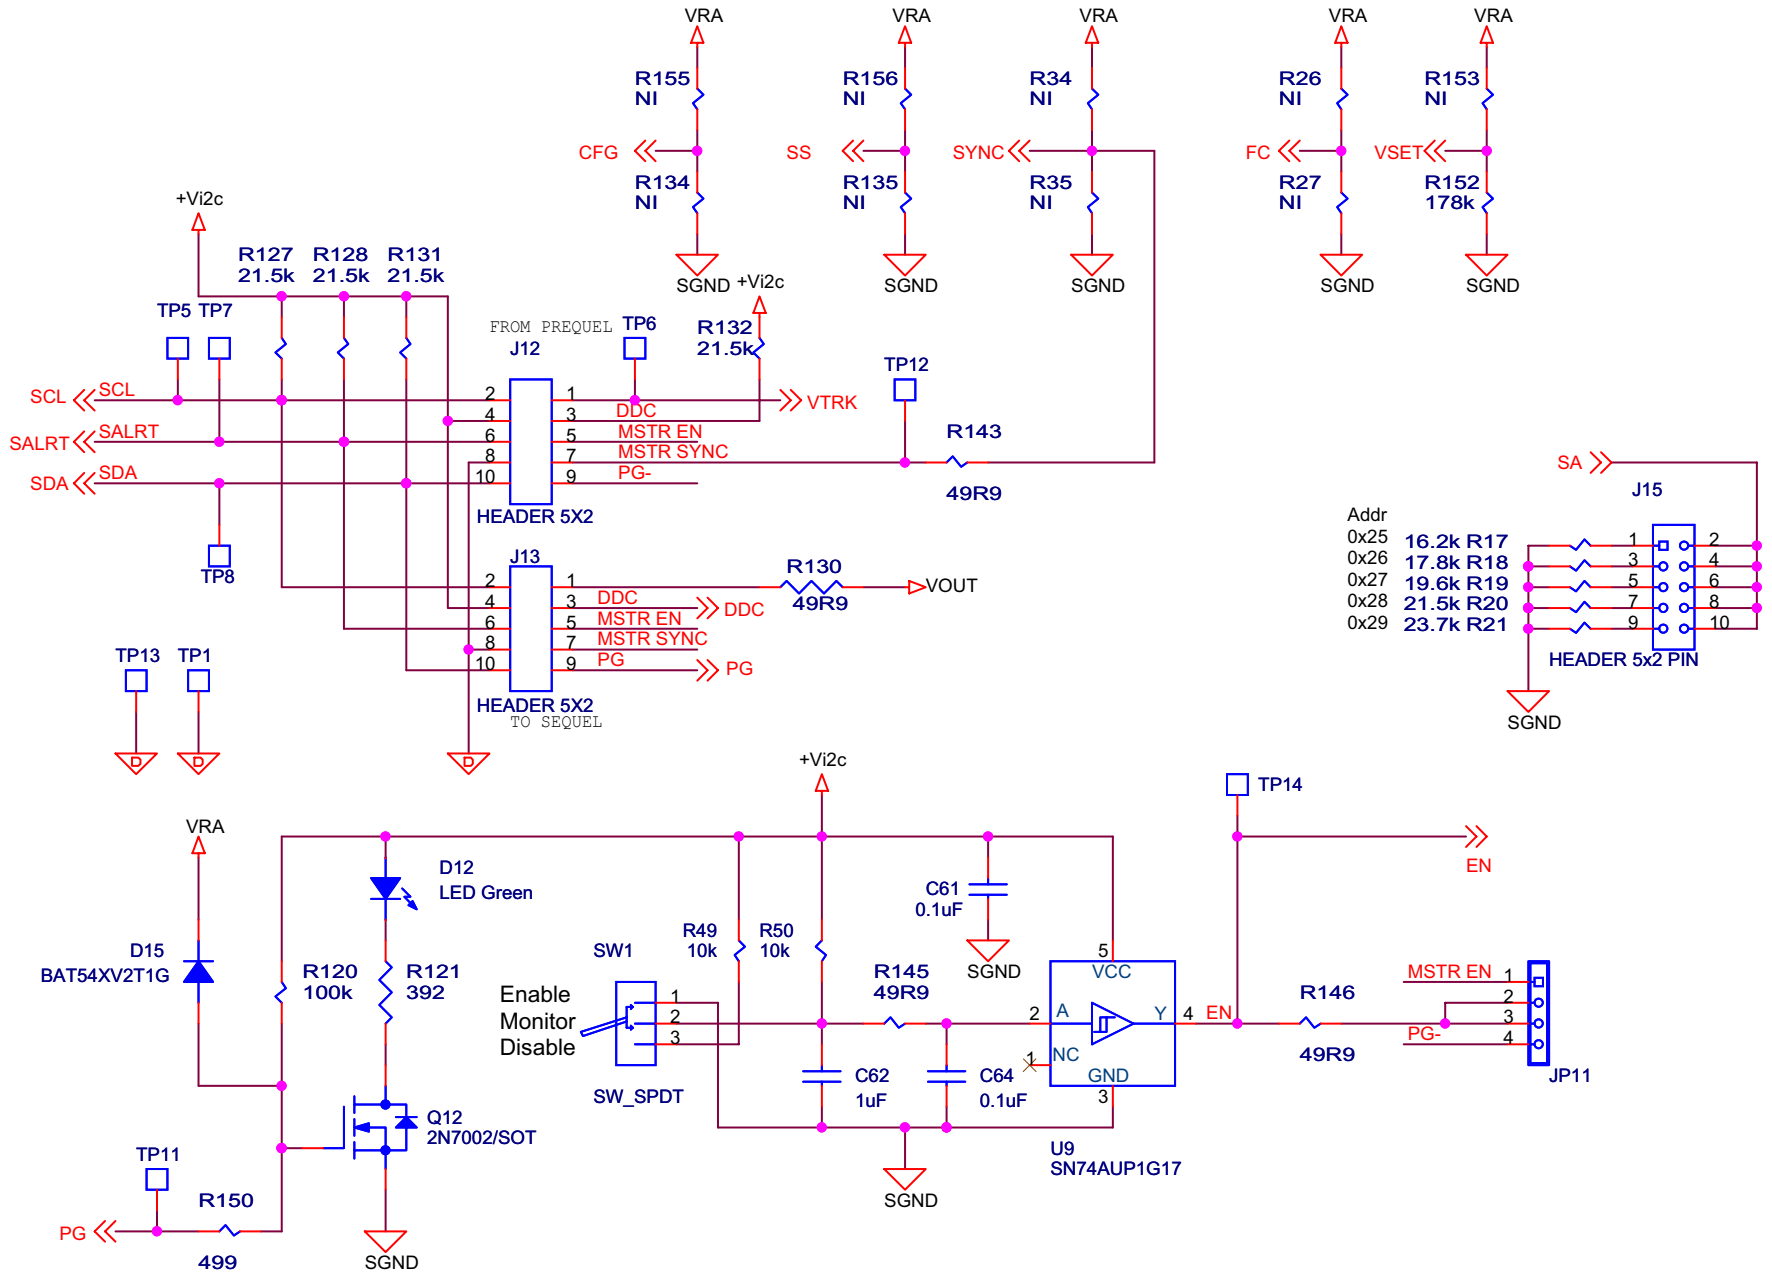 VRA
VRA
VRA
VRA
VRA
R155
NI
R156
NI
R34
NI
R26
NI
R153
NI
CFG
SS
SYNC
FC
VSET
R134
NI
R135
NI
R35
NI
R27
NI
R152
178k
SGND
SGND
SGND
SGND
SGND
+Vi2c
R127
21.5k
R128
21.5k
R131
21.5k
+Vi2c
TP5
TP7
FROM PREQUEL
J12
TP6
R132
21.5k
TP12
SCL
SCL
2
1
VTRK
4
3
DDC
SALRT
SALRT
6
5
MSTR EN
8
7
MSTR SYNC
SDA
SDA
10
9
PG-
HEADER 5X2
R143
49R9
TP8
J13
2
1
R130
49R9
VOUT
4
3
DDC
DDC
6
5
MSTR EN
8
7
MSTR SYNC
10
9
PG
PG
HEADER 5X2
TO SEQUEL
TP13
TP1
D
D
D
SA
J15
Addr
0x25
16.2k R17
1
2
0x26
17.8k R18
3
4
0x27
19.6k R19
5
6
0x28
21.5k R20
7
8
0x29
23.7k R21
9
10
HEADER 5x2 PIN
SGND
+Vi2c
TP14
EN
VRA
D12
LED Green
D15
BAT54XV2T1G
R120
100k
R121
392
Q12
2N7002/SOT
TP11
R150
499
PG
SGND
SW1
Enable
Monitor
Disable
1
2
3
SW_SPDT
R49
10k
R50
10k
C61
0.1uF
SGND
R145
49R9
C62
1uF
C64
0.1uF
SGND
5
VCC
2
A
Y
4
EN
1
NC
GND
3
U9
SN74AUP1G17
R146
49R9
MSTR EN
1
2
3
PG-
4
JP11